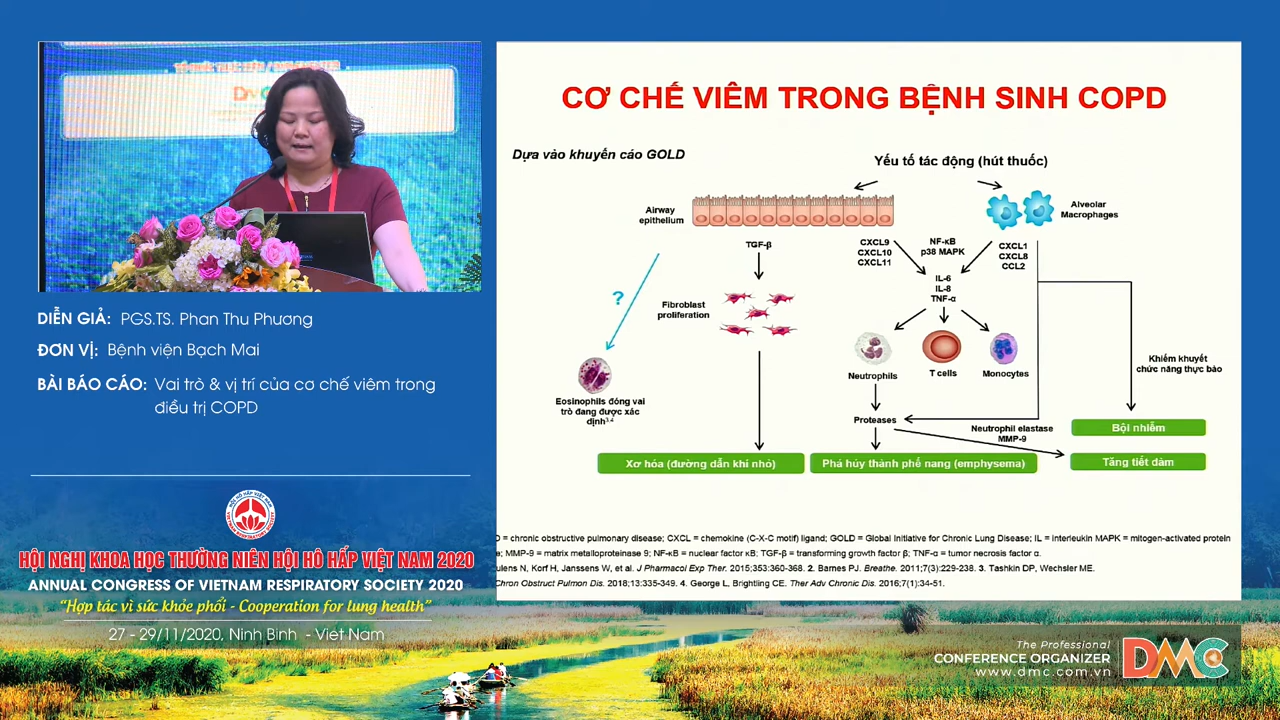 DMC
DIỄN GIẢ: PGS.TS. Phan Thu Phương
ĐƠN VỊ: Bệnh viện Bạch Mai
BÀI BÁO CÁO: Vai trò & vị trí của cơ chế viêm trong
điều trị COPD
HỘI HÔ HẤP VIỆT NAM
HỘI NGHỊ KHOA HỌC THƯỜNG NIÊN HỘI HÔ HẤP VIỆT NAM 2020
ANNUAL CONGRESS OF VIETNAM RESPIRATORY SOCIETY 2020
“Hợp tác vì sức khỏe phổi - Cooperation for lung health”
27 - 29/11/2020, Ninh Bình - Việt Nam
CƠ CHẾ VIÊM TRONG BỆNH SINH COPD
Dựa vào khuyến cáo GOLD
Yếu tố tác động (hút thuốc)
Airway
epithelium
Alveolar
Macrophages
TGF-β
CXCL9
CXCL10
CXCL11
NF-κB
p38 MAPK
CXCL1
CXCL8
CCL2
IL-6
IL-8
TNF-α
?
Fibroblast
proliferation
Neutrophils
T cells
Monocytes
Khiếm khuyết
chức năng thực bào
Eosinophils đóng vai
trò đang được xác
định3,4
Proteases
Neutrophil elastase
MMP-9
Bội nhiễm
Xơ hóa (đường dẫn khí nhỏ)
Phá hủy thành phế nang (emphysema)
Tăng tiết đàm
= chronic obstructive pulmonary disease; CXCL = chemokine (C-X-C motif) ligand; GOLD = Global Initiative for Chronic Lung Disease; IL = interleukin MAPK = mitogen-activated protein
; MMP-9 = matrix metalloproteinase 9; NF-κB = nuclear factor κB; TGF-β = transforming growth factor β; TNF-α = tumor necrosis factor α.
ulens N, Korf H, Janssens W, et al. J Pharmacol Exp Ther. 2015;353:360-368. 2. Barnes PJ. Breathe. 2011;7(3):229-238. 3. Tashkin DP, Wechsler ME.
Chron Obstruct Pulmon Dis. 2018;13:335-349. 4. George L, Brightling CE. Ther Adv Chronic Dis. 2016;7(1):34-51.
The Professional
CONFERENCE ORGANIZER
www.dmc.com.vn
DMC